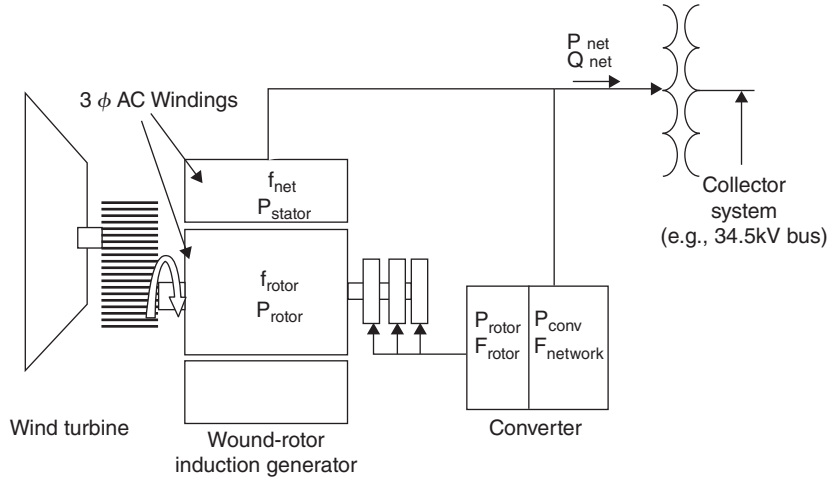 P net
Q net
3 ϕ AC Windings
f net
P stator
f rotor
P rotor
P rotor
F rotor
P conv
F network
Collector
system
(e.g., 34.5kV bus)
Wind turbine
Wound-rotor
induction generator
Converter